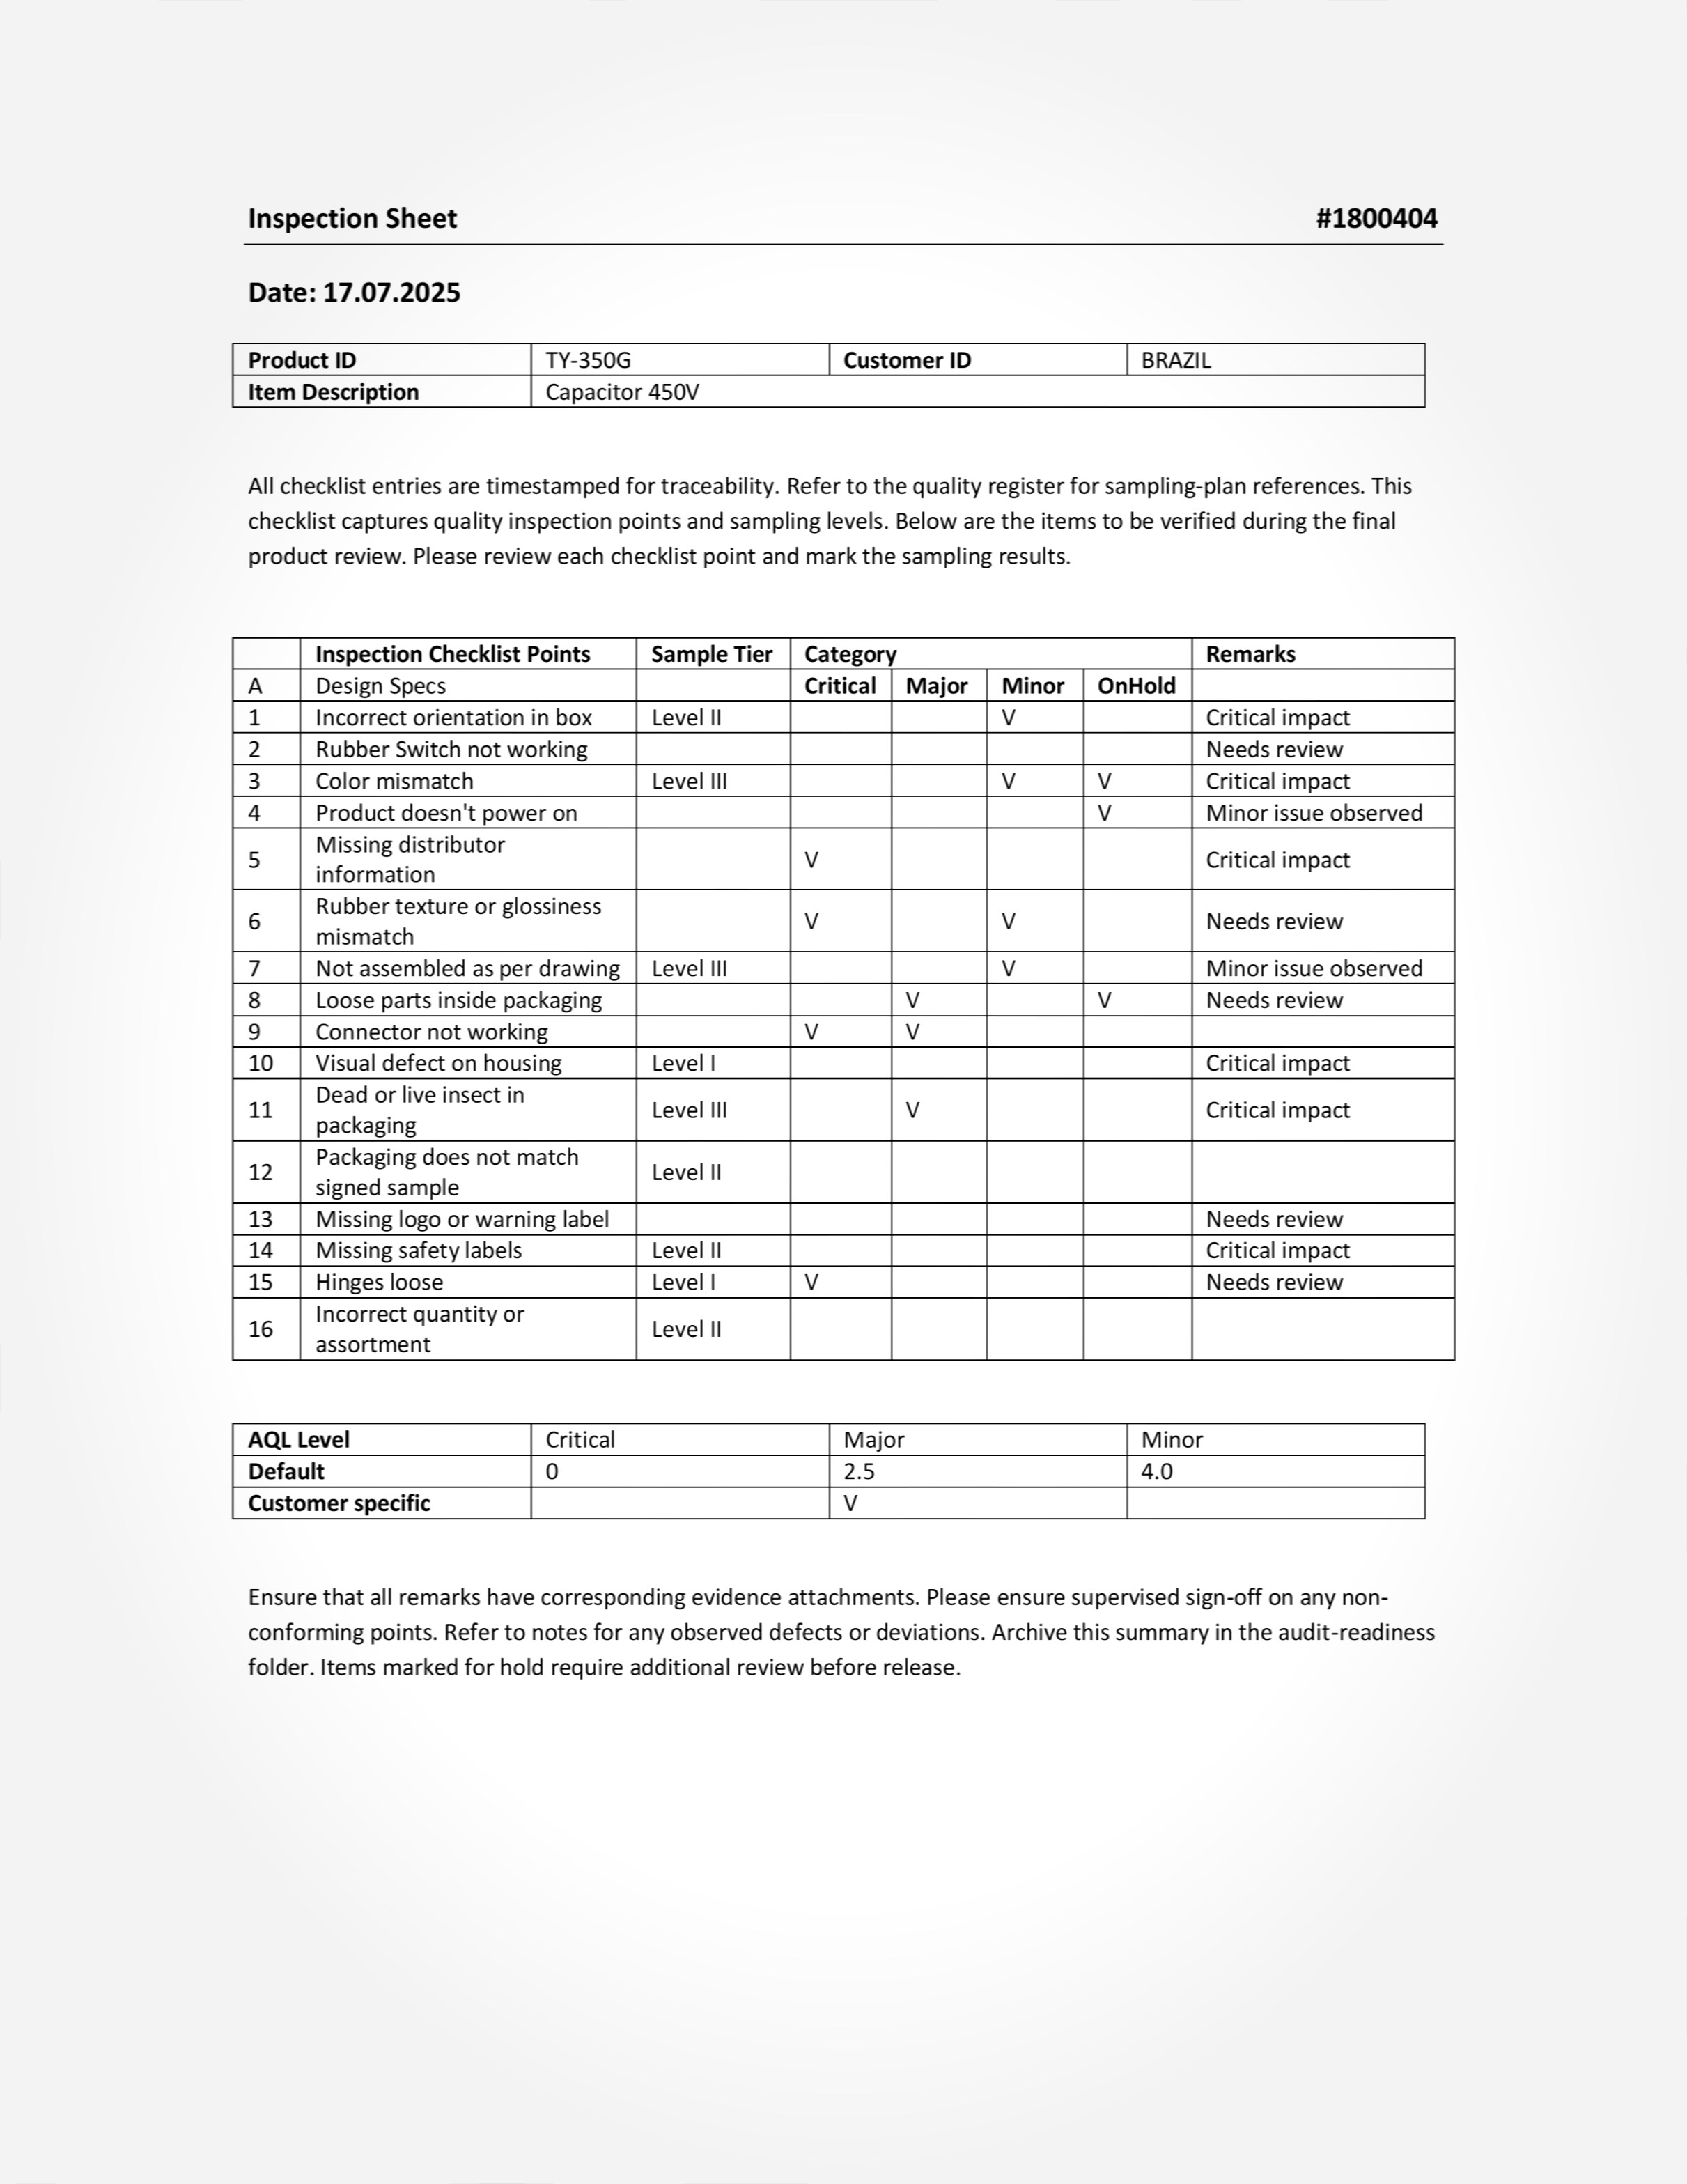 Inspection Sheet #1800404
Date: 17.07.2025
Product ID TY-350G Customer ID BRAZIL
Item Description Capacitor 450V
All checklist entries are timestamped for traceability. Refer to the quality register for sampling-plan references. This
checklist captures quality inspection points and sampling levels. Below are the items to be verified during the final
product review. Please review each checklist point and mark the sampling results.
Inspection Checklist Points Sample Tier Category Remarks
A Design Specs Critical Major Minor OnHold
1 Incorrect orientation in box Level II V Critical impact
2 Rubber Switch not working Needs review
3 Color mismatch Level III V V Critical impact
4 Product doesn't power on V Minor issue observed
5 Missing distributor
information V Critical impact
6 Rubber texture or glossiness
mismatch V V Needs review
7 Not assembled as per drawing Level III V Minor issue observed
8 Loose parts inside packaging V V Needs review
9 Connector not working V V
10 Visual defect on housing Level I Critical impact
11 Dead or live insect in
packaging Level III V Critical impact
12 Packaging does not match
signed sample Level II
13 Missing logo or warning label Needs review
14 Missing safety labels Level II Critical impact
15 Hinges loose Level I V Needs review
16 Incorrect quantity or
assortment Level II
AQL Level Critical Major Minor
Default 0 2.5 4.0
Customer specific V
Ensure that all remarks have corresponding evidence attachments. Please ensure supervised sign-off on any non-
conforming points. Refer to notes for any observed defects or deviations. Archive this summary in the audit-readiness
folder. Items marked for hold require additional review before release.